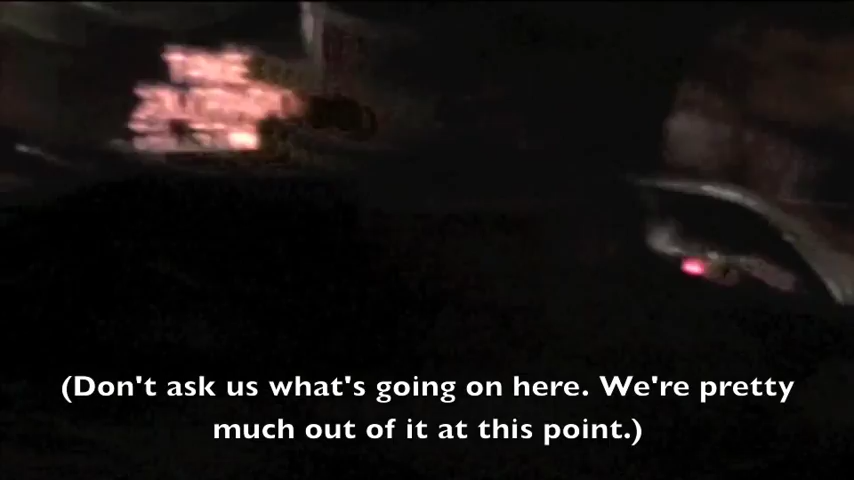 (Don't ask us what's going on here. We're pretty
much out of it at this point.)